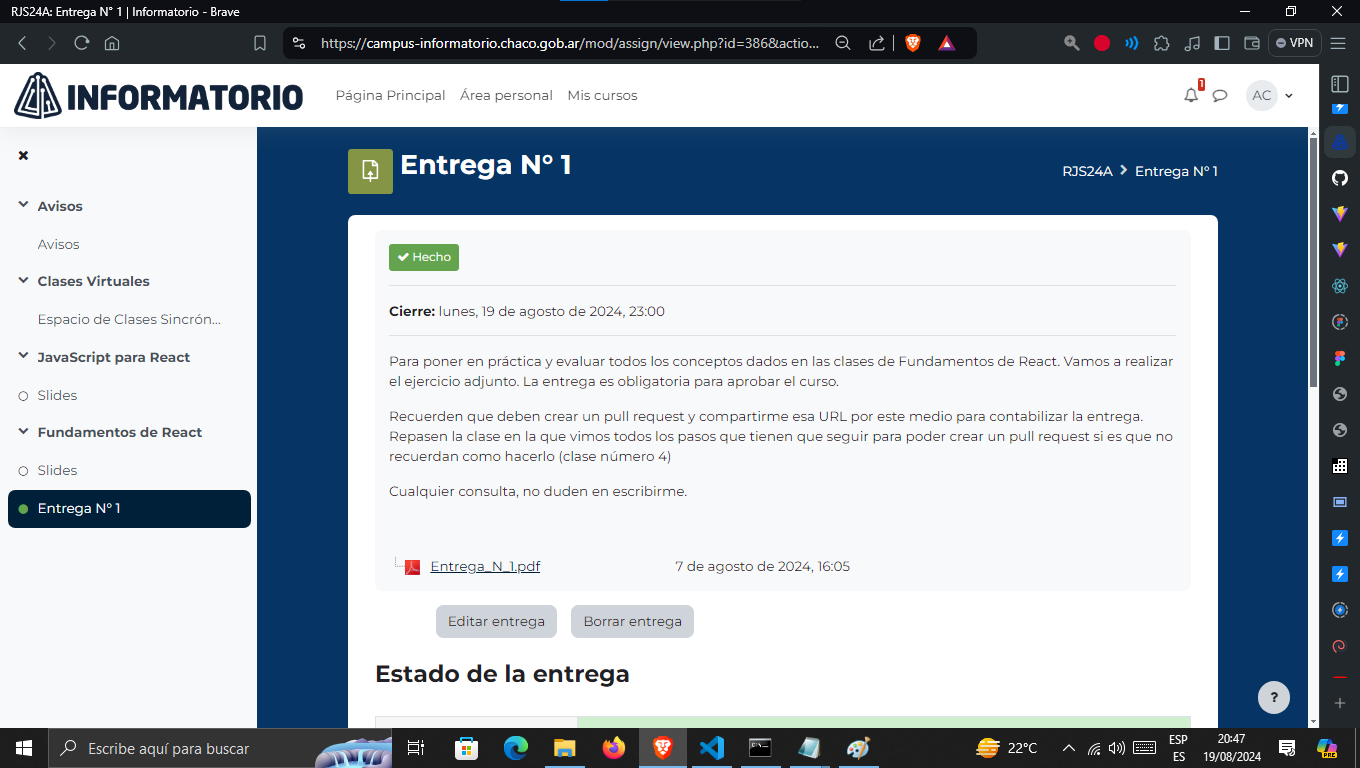 RJS24A: Entrega N° 1 | Informatorio - Brave
https://campus-informatorio.chaco.gob.ar/mod/assign/view.php?id=386&actio...
VPN
INFORMATORIO
Página Principal
Área personal
Mis cursos
1
AC
Avisos
Avisos
Clases Virtuales
Espacio de Clases Sincrón...
JavaScript para React
Slides
Fundamentos de React
Slides
Entrega N° 1
Entrega N° 1
RJS24A > Entrega N° 1
Hecho
Cierre: lunes, 19 de agosto de 2024, 23:00
Para poner en práctica y evaluar todos los conceptos dados en las clases de Fundamentos de React. Vamos a realizar
el ejercicio adjunto. La entrega es obligatoria para aprobar el curso.
Recuerden que deben crear un pull request y compartirme esa URL por este medio para contabilizar la entrega.
Repasen la clase en la que vimos todos los pasos que tienen que seguir para poder crear un pull request si es que no
recuerdan como hacerlo (clase número 4)
Cualquier consulta, no duden en escribirme.
Entrega_N_1.pdf
7 de agosto de 2024, 16:05
Editar entrega
Borrar entrega
Estado de la entrega
?
Escribe aquí para buscar
22°C
ESP
ES
20:47
19/08/2024
PRE